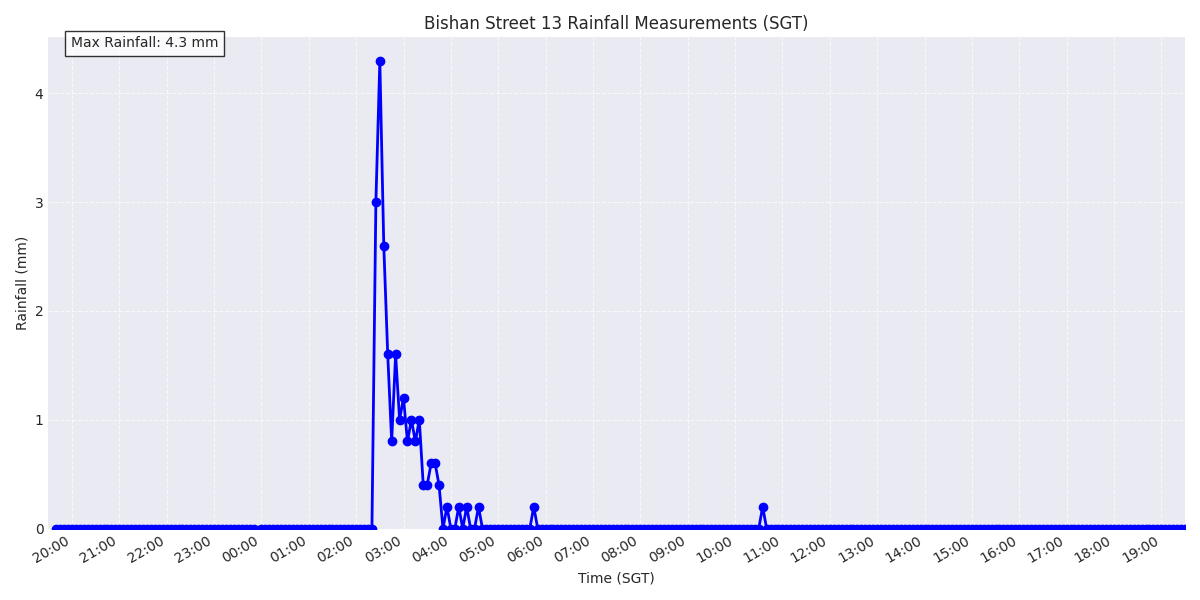 Bishan Street 13 Rainfall Measurements (SGT)
Max Rainfall: 4.3 mm
Rainfall (mm)
4
3
2
1
0
20:00 21:00 22:00 23:00 00:00 01:00 02:00 03:00 04:00 05:00 06:00 07:00 08:00 09:00 10:00 11:00 12:00 13:00 14:00 15:00 16:00 17:00 18:00 19:00
Time (SGT)